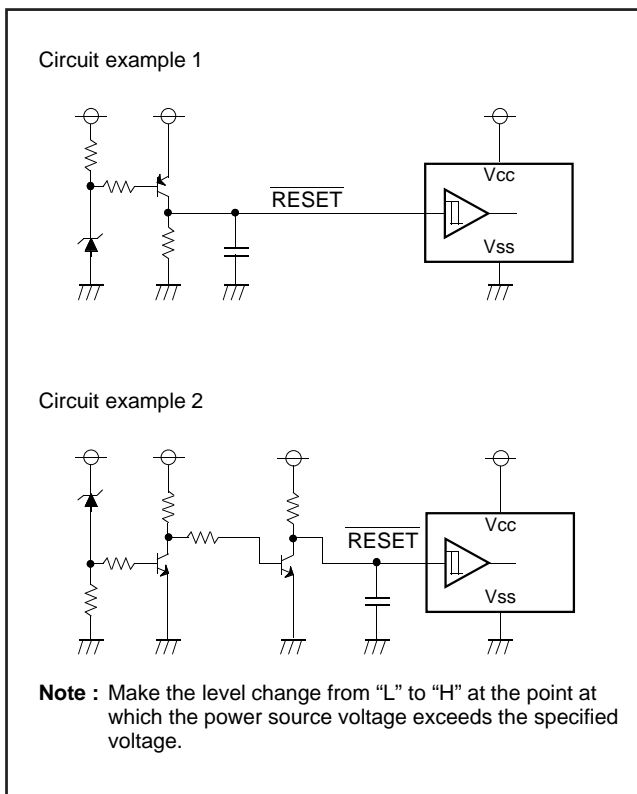 Circuit example 1
RESET
Vcc
Vss
Circuit example 2
RESET
Vcc
Vss
Note : Make the level change from “L” to “H” at the point at
which the power source voltage exceeds the specified
voltage.